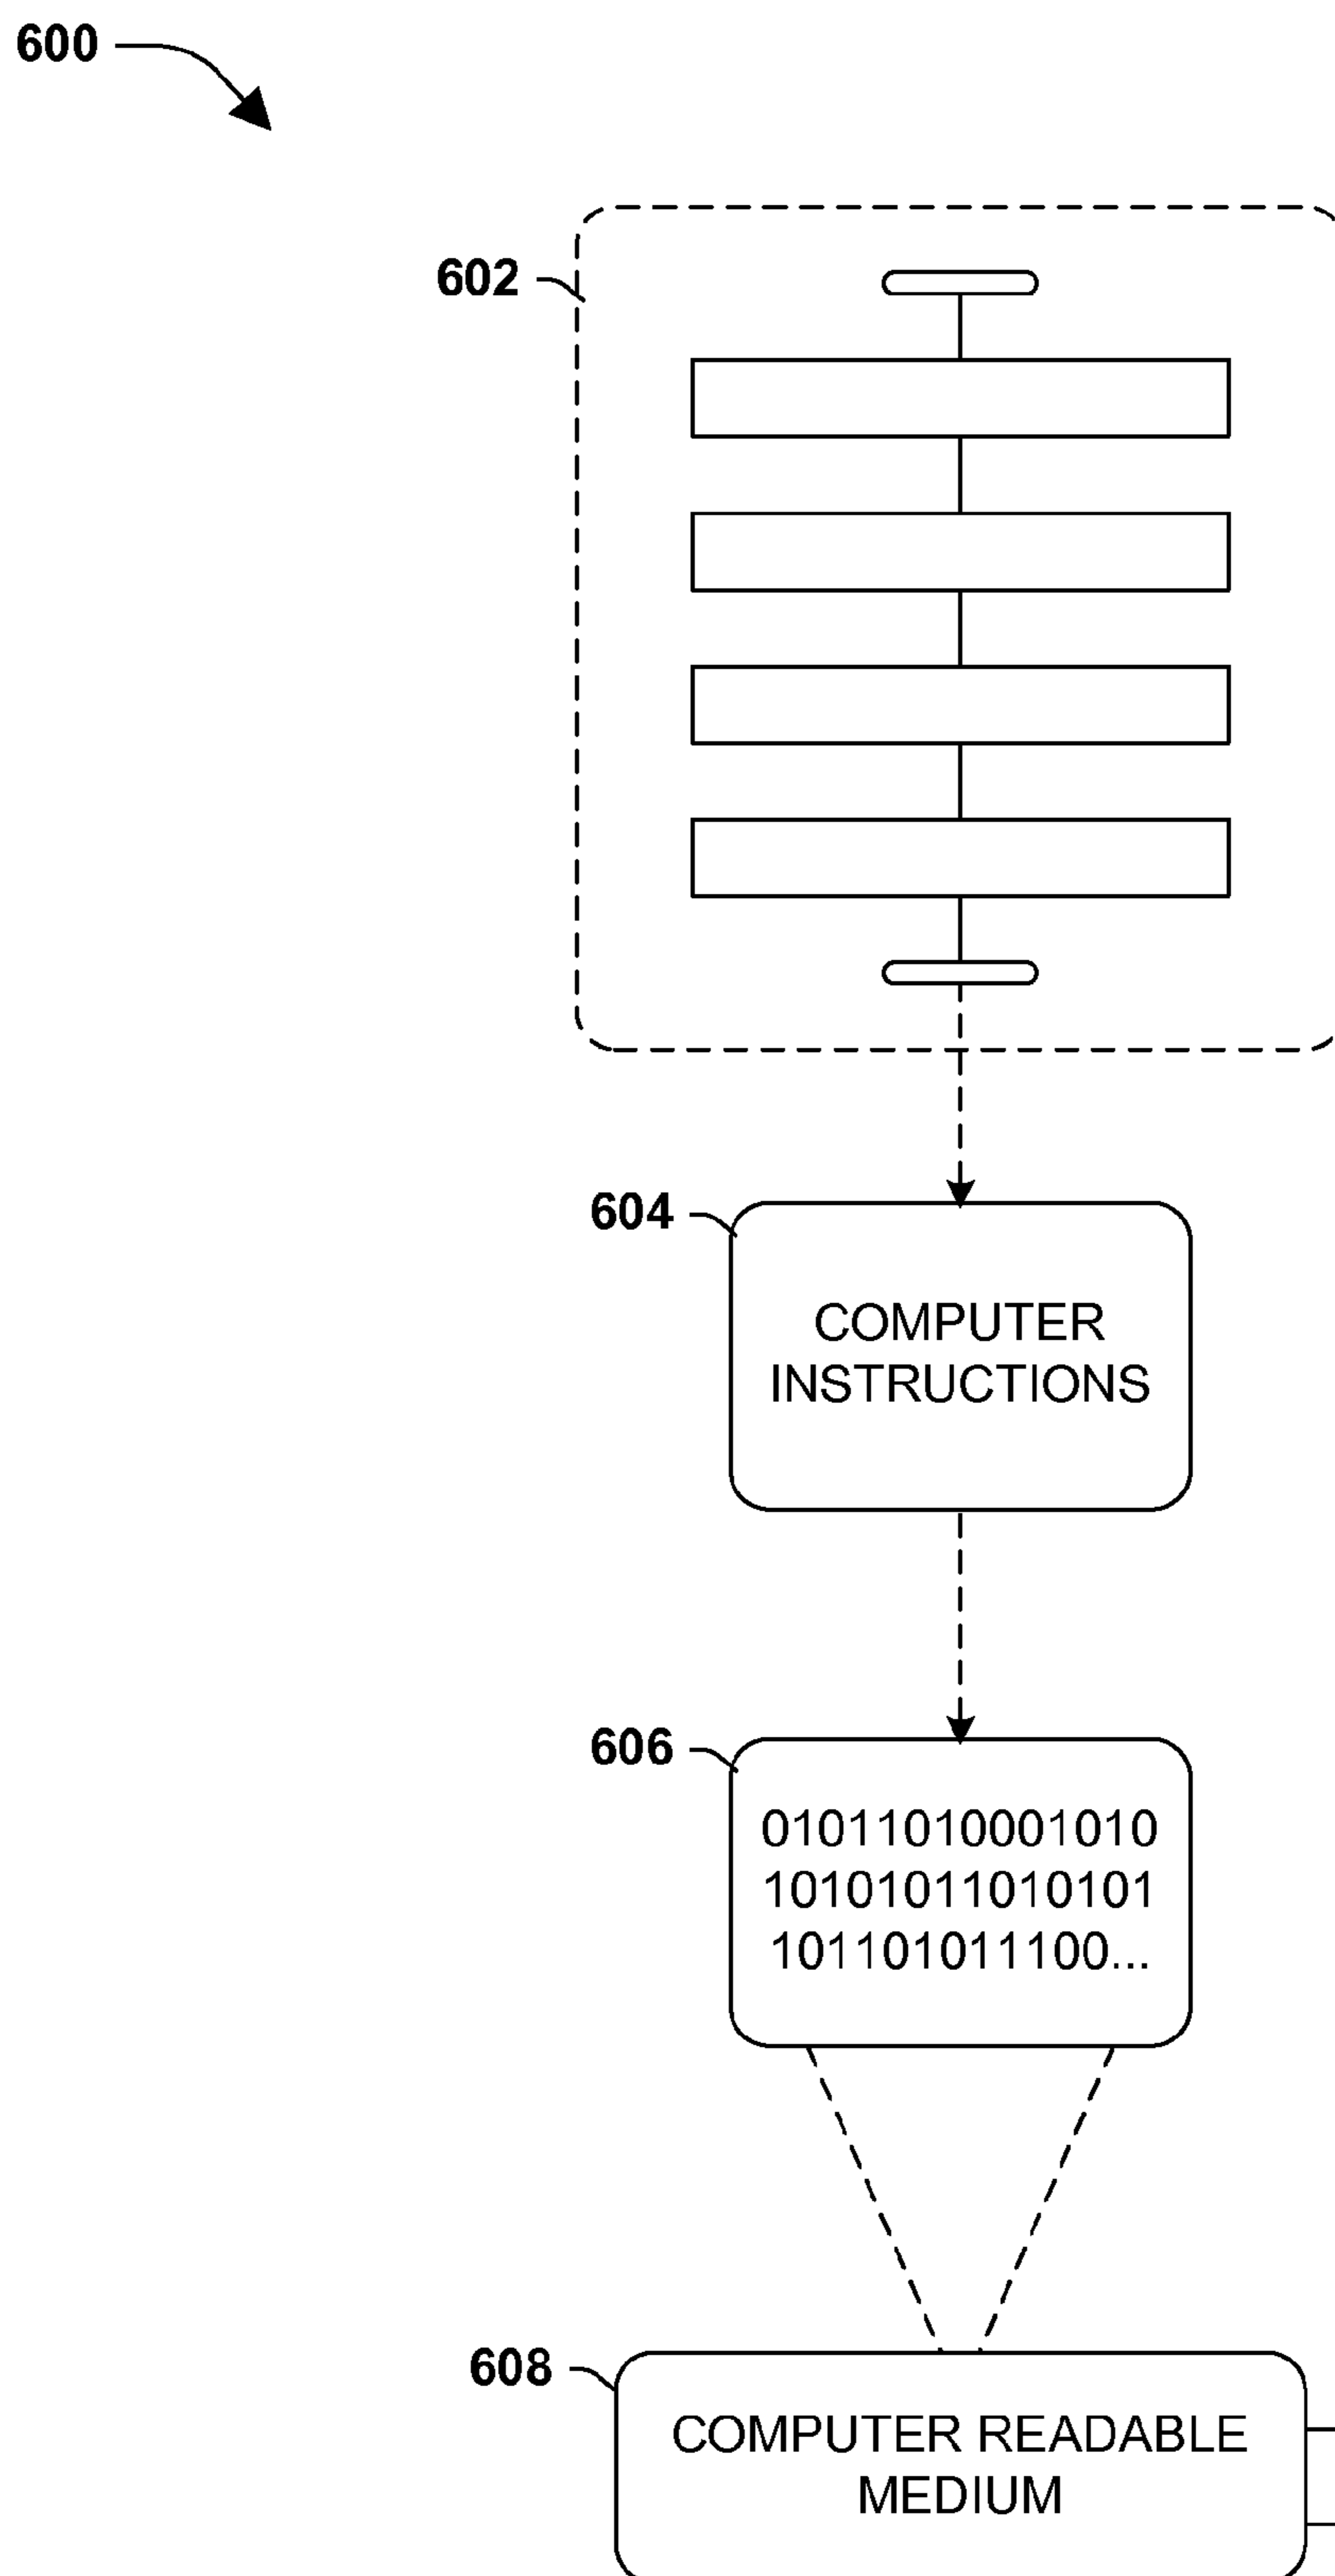 600
602
604
COMPUTER
INSTRUCTIONS
606
01011010001010
10101011010101
101101011100...
608
COMPUTER READABLE
MEDIUM